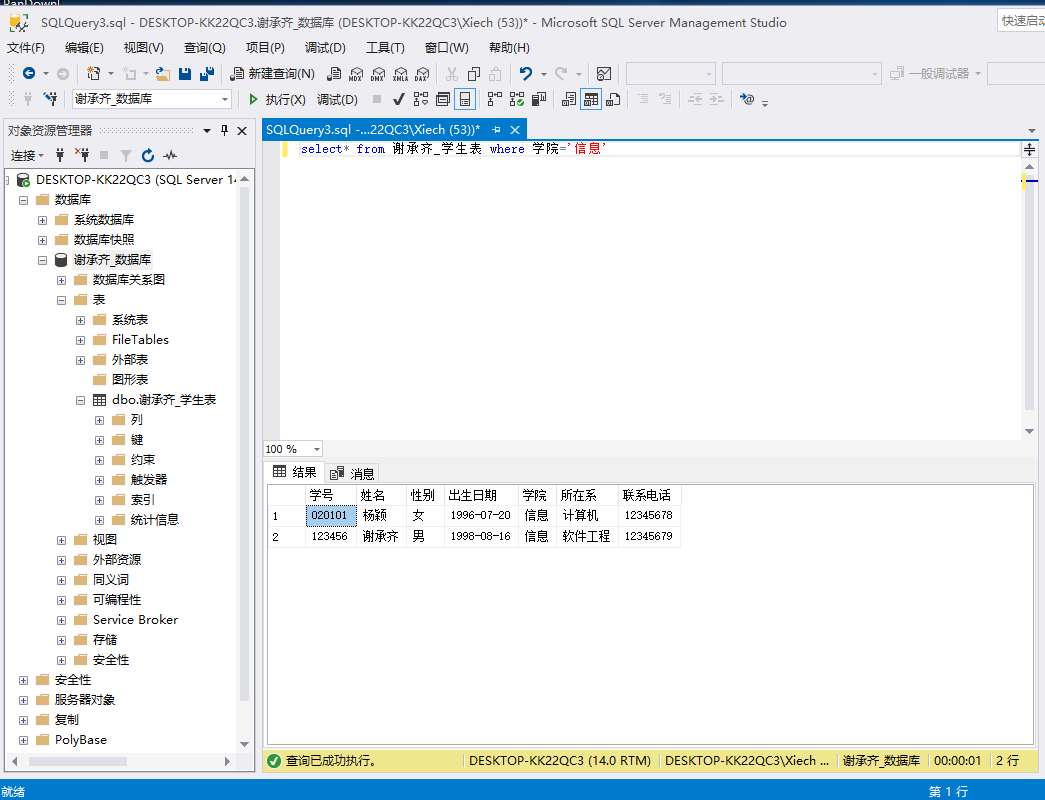 PanDownl
SQLQuery3.sql - DESKTOP-KK22QC3.谢承齐_数据库 (DESKTOP-KK22QC3\Xiech (53))* - Microsoft SQL Server Management Studio
快速启动
文件(F) 编辑(E) 视图(V) 查询(Q) 项目(P) 调试(D) 工具(T) 窗口(W) 帮助(H)
新建查询(N) MDX DMX XMLA DAX 一般调试器
谢承齐_数据库 执行(X) 调试(D)
对象资源管理器
连接
DESKTOP-KK22QC3 (SQL Server 14
数据库
系统数据库
数据库快照
谢承齐_数据库
数据库关系图
表
系统表
FileTables
外部表
图形表
dbo.谢承齐_学生表
列
键
约束
触发器
索引
统计信息
视图
外部资源
同义词
可编程性
Service Broker
存储
安全性
安全性
服务器对象
复制
PolyBase
SQLQuery3.sql -...22QC3\Xiech (53))*
select* from 谢承齐_学生表 where 学院='信息'
100 %
结果 消息
学号 姓名 性别 出生日期 学院 所在系 联系电话
1 020101 杨颖 女 1996-07-20 信息 计算机 12345678
2 123456 谢承齐 男 1998-08-16 信息 软件工程 12345679
查询已成功执行。 DESKTOP-KK22QC3 (14.0 RTM) DESKTOP-KK22QC3\Xiech ... 谢承齐_数据库 00:00:01 2 行
就绪 第 1 行